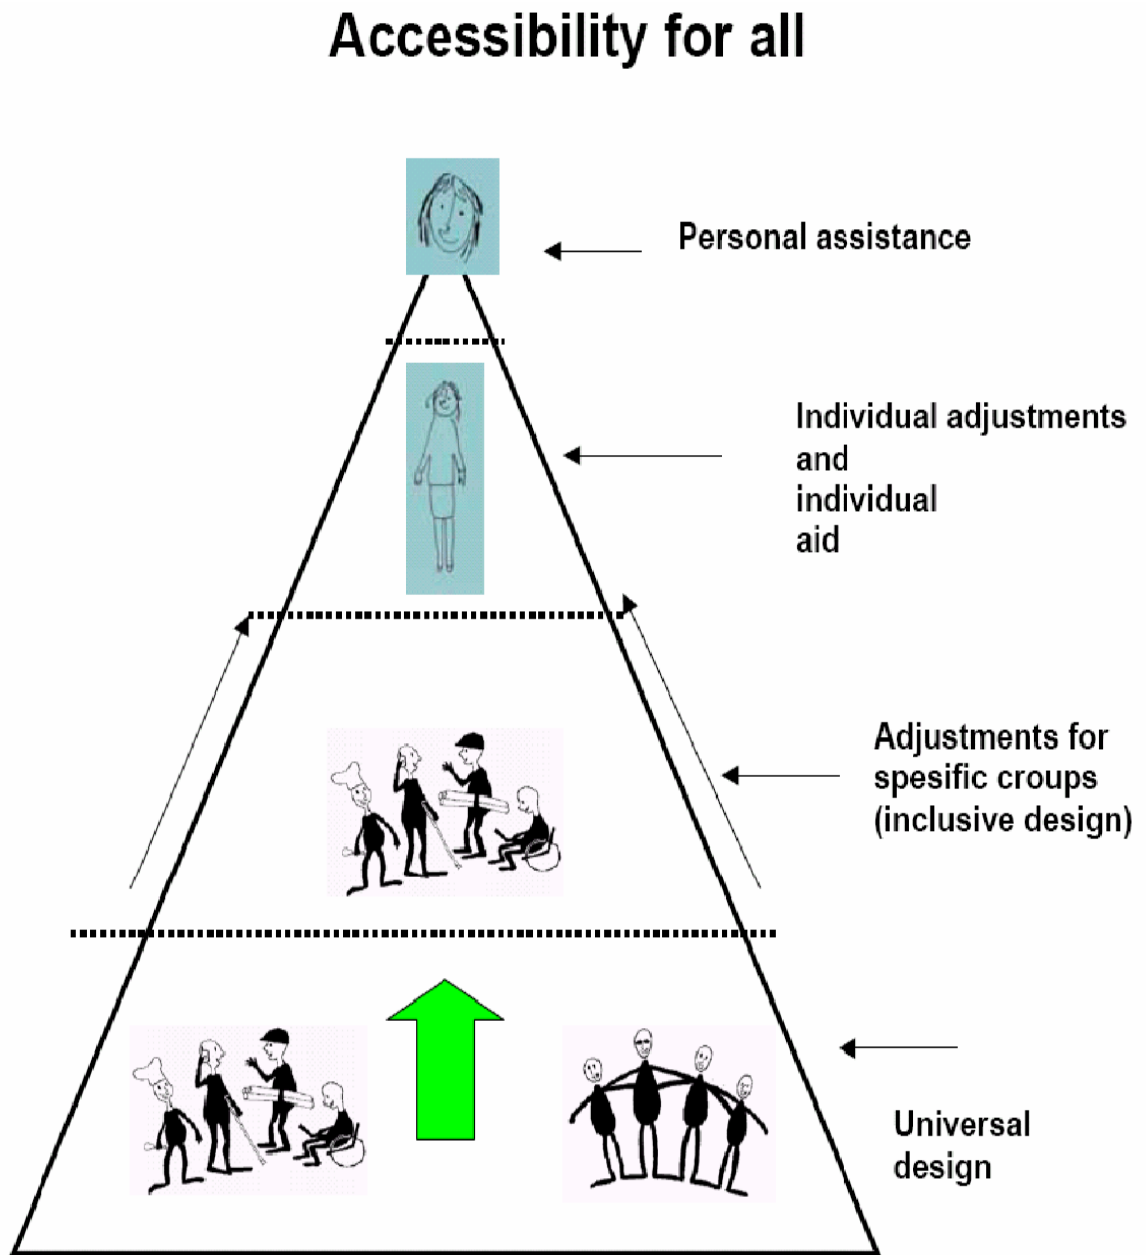 Accessibility for all
Personal assistance
Individual adjustments
and
individual
aid
Adjustments for
spesific croups
(inclusive design)
Universal
design